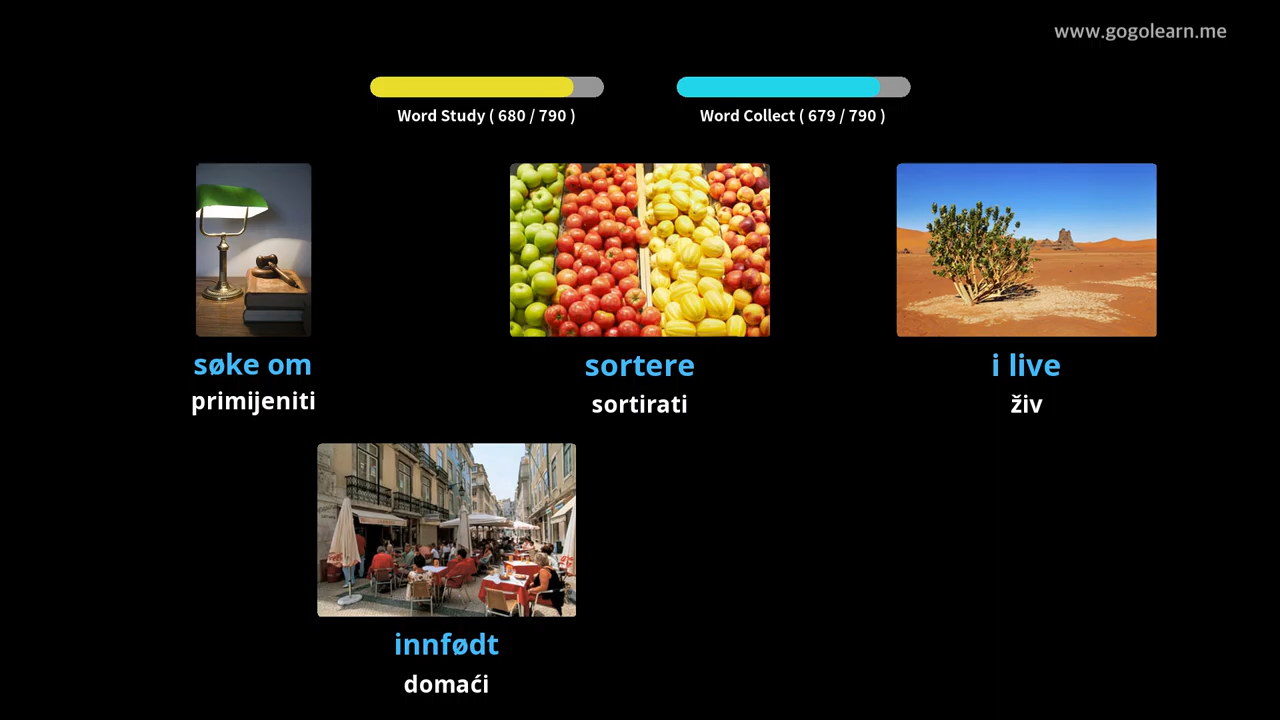 www.gogolearn.me
Word Study ( 680 / 790 )
Word Collect ( 679 / 790 )
søke om
primijeniti
sortere
sortirati
i live
živ
innfødt
domaći